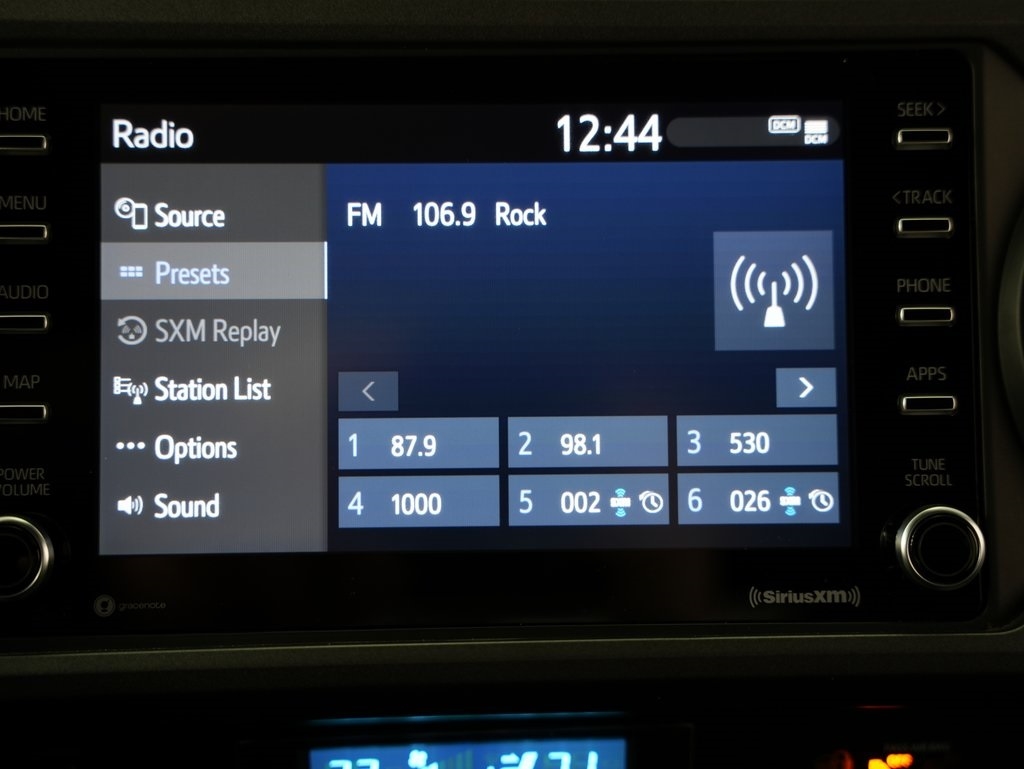 HOME
MENU
AUDIO
MAP
POWER
VOLUME
Radio
12:44
DCM
DCM
Source
Presets
SXM Replay
Station List
Options
Sound
FM 106.9 Rock
<
>
1 87.9
2 98.1
3 530
4 1000
5 002
6 026
SEEK >
< TRACK
PHONE
APPS
TUNE
SCROLL
gracenote
SiriusXM
OFF